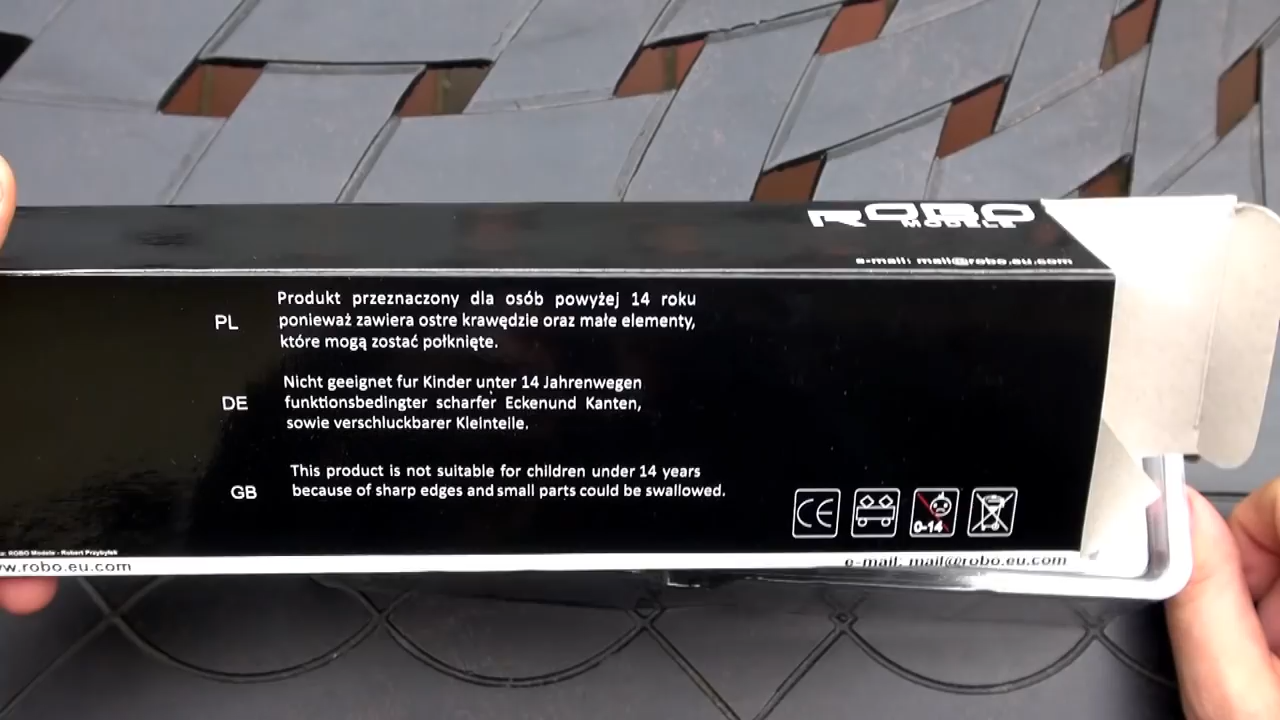 ROBO
MODELE
e-mail: mail@robo.eu.com
PL
Produkt przeznaczony dla osób powyżej 14 roku
ponieważ zawiera ostre krawędzie oraz małe elementy,
które mogą zostać połknięte.
DE
Nicht geeignet fur Kinder unter 14 Jahrenwegen
funktionsbedingter scharfer Eckenund Kanten,
sowie verschluckbarer Kleinteile.
GB
This product is not suitable for children under 14 years
because of sharp edges and small parts could be swallowed.
CE
0-14
ROBO Modele - Robert Przybyłek
w.robo.eu.com
e-mail: mail@robo.eu.com